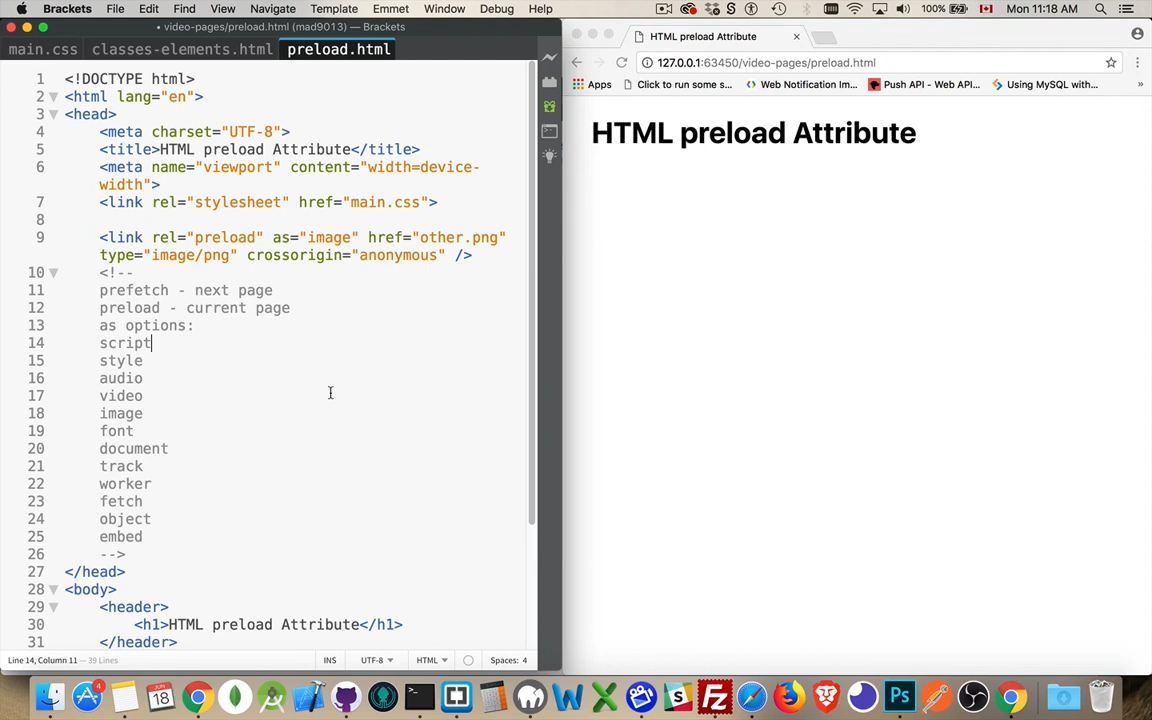 Brackets File Edit Find View Navigate Template Emmet Window Debug Help 100% Mon 11:18 AM
• video-pages/preload.html (mad9013) — Brackets
main.css classes-elements.html preload.html
1 <!DOCTYPE html>
2 <html lang="en">
3 <head>
4 <meta charset="UTF-8">
5 <title>HTML preload Attribute</title>
6 <meta name="viewport" content="width=device-
width">
7 <link rel="stylesheet" href="main.css">
8
9 <link rel="preload" as="image" href="other.png"
type="image/png" crossorigin="anonymous" />
10 <!--
11 prefetch - next page
12 preload - current page
13 as options:
14 script
15 style
16 audio
17 video
18 image
19 font
20 document
21 track
22 worker
23 fetch
24 object
25 embed
26 -->
27 </head>
28 <body>
29 <header>
30 <h1>HTML preload Attribute</h1>
31 </header>
Line 14, Column 11 — 39 Lines INS UTF-8 HTML Spaces: 4
HTML preload Attribute
127.0.0.1:63450/video-pages/preload.html
Apps Click to run some s... Web Notification Im... Push API - Web AP... Using MySQL with... »
HTML preload Attribute
4
JUN
18
Ps